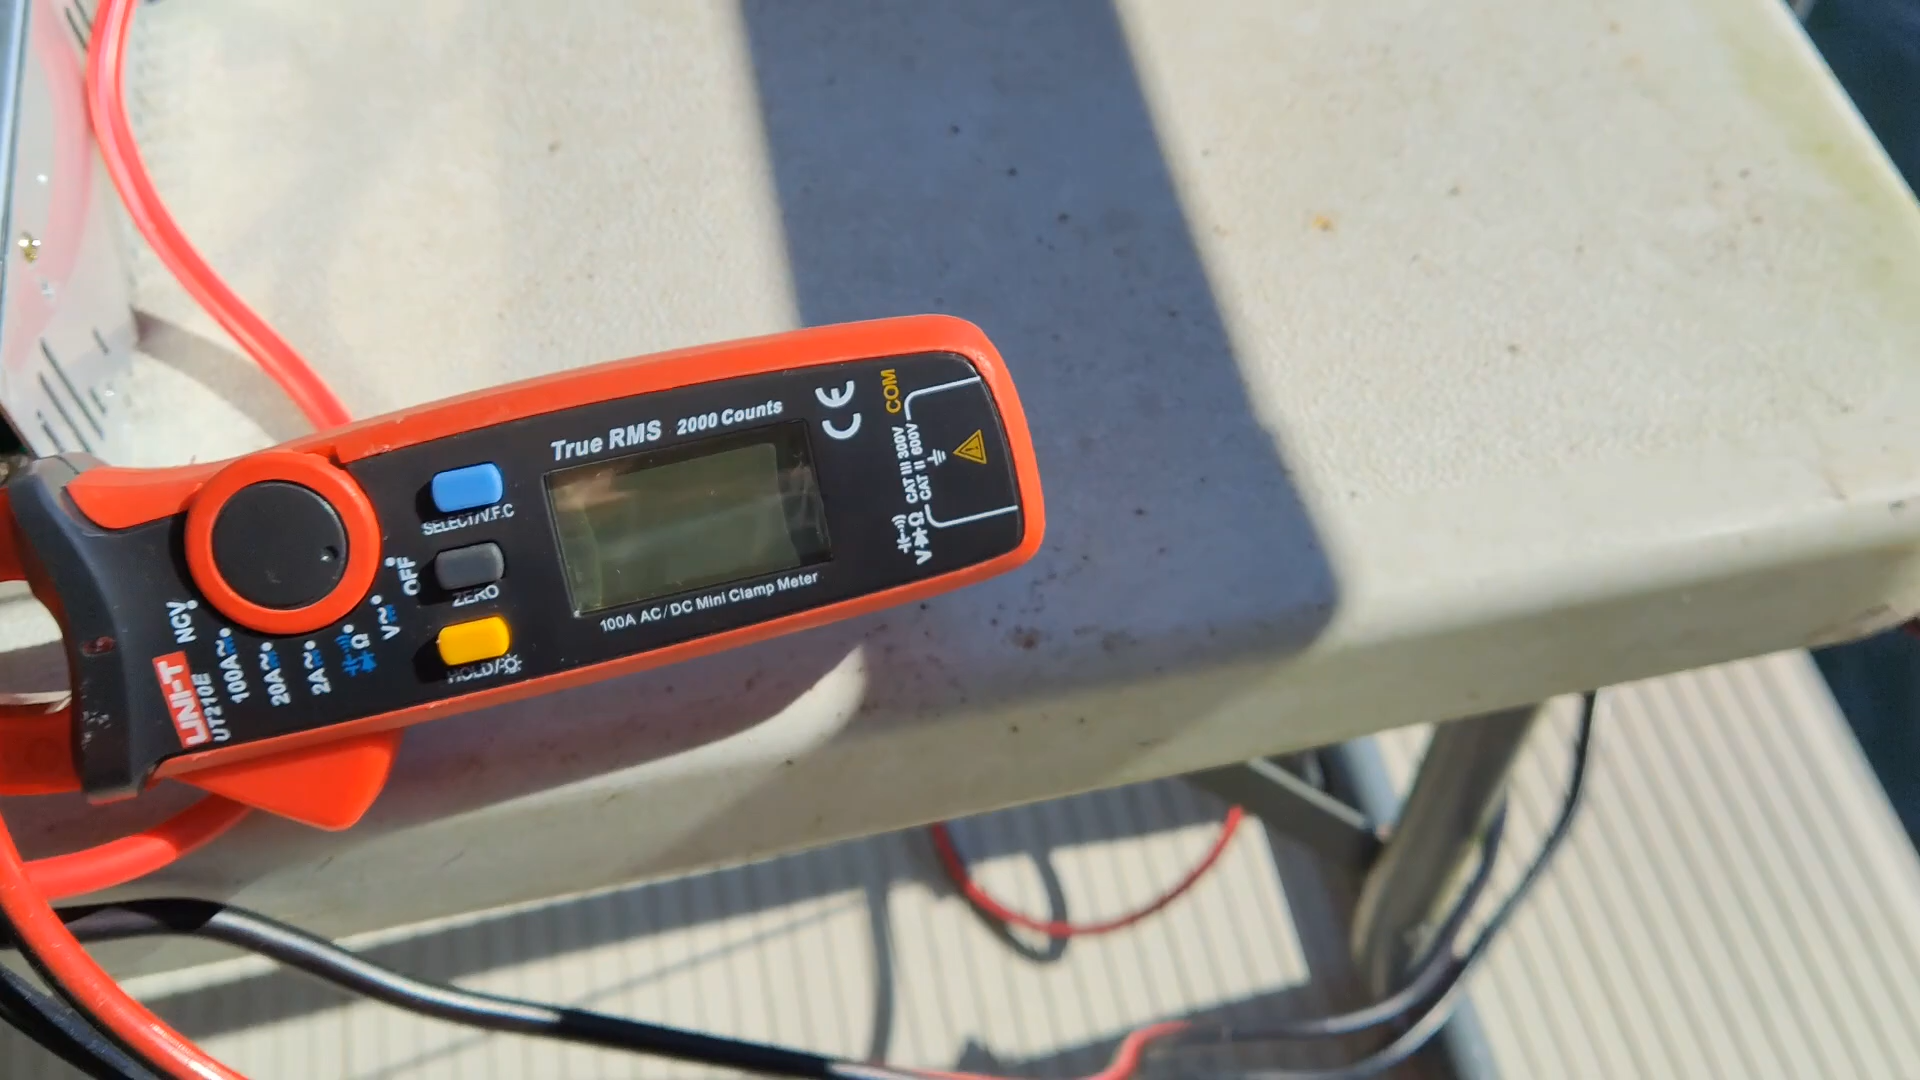 True RMS 2000 Counts
CE
COM
CAT III 300V
CAT II 600V
VΩ
SELECT/V.F.C
ZERO
HOLD/
100A AC/DC Mini Clamp Meter
OFF
V
Ω
2A
20A
100A
NCV
UNI-T
UT210E